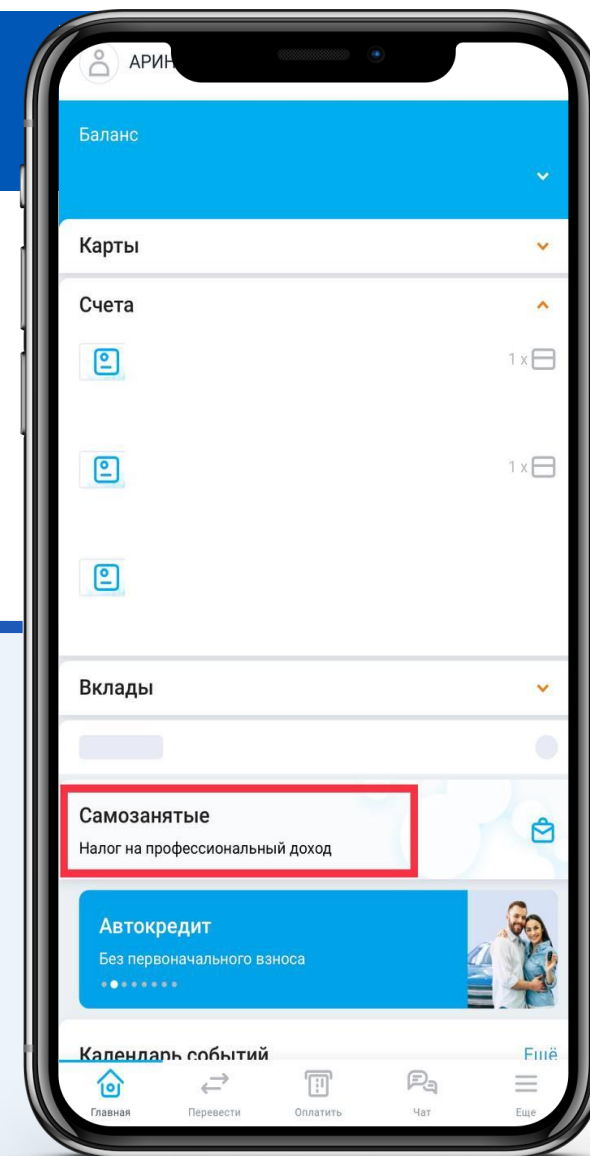 Баланс
Карты
Счета
1 x
1 x
Вклады
Самозанятые
Налог на профессиональный доход
Автокредит
Без первоначального взноса
Календарь событий
Ещё
Главная
Перевести
Оплатить
Чат
Еще